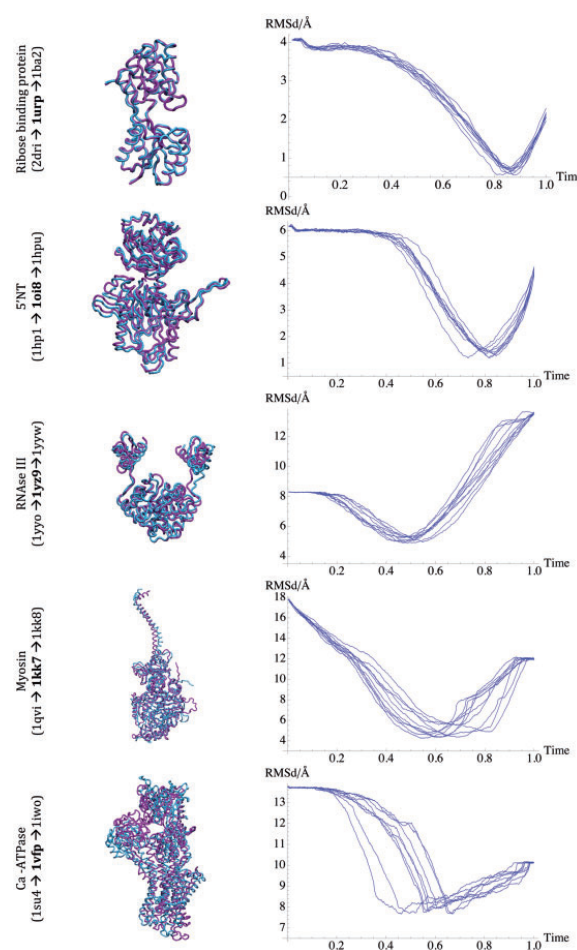 Ribose binding protein
(2dri → 1urp → 1ba2)
RMSd/Å
4
3
2
1
0
0.2 0.4 0.6 0.8 1.0
Tim
5'NT
(1hp1 → 1oi8 → 1hpu)
RMSd/Å
6
5
4
3
2
1
0.2 0.4 0.6 0.8 1.0
Time
RNAse III
(1yyo → 1yz9 → 1yyw)
RMSd/Å
12
10
8
6
4
0.2 0.4 0.6 0.8 1.0
Time
Myosin
(1qvi → 1kk7 → 1kk8)
RMSd/Å
18
16
14
12
10
8
6
4
0.2 0.4 0.6 0.8 1.0
Time
Ca -ATPase
(1su4 → 1vfp → 1iwo)
RMSd/Å
13
12
11
10
9
8
7
0.2 0.4 0.6 0.8 1.0
Time